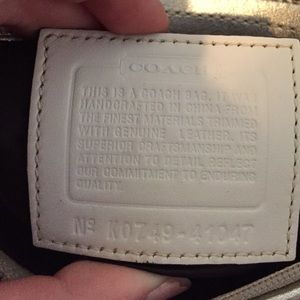 COACH
THIS IS A COACH BAG. IT WAS
HANDCRAFTED IN CHINA FROM
THE FINEST MATERIALS TRIMMED
WITH GENUINE LEATHER. ITS
SUPERIOR CRAFTSMANSHIP AND
ATTENTION TO DETAIL REFLECT
OUR COMMITMENT TO ENDURING
QUALITY.
Nº K0749-41047